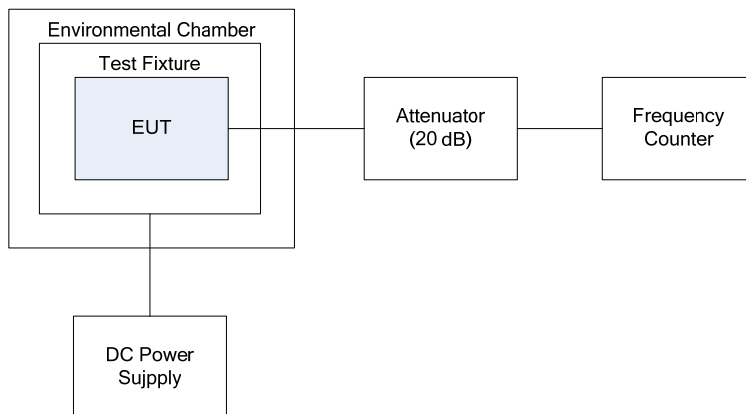 Environmental Chamber
Test Fixture
EUT
Attenuator
(20 dB)
Frequency
Counter
DC Power
Sujpply